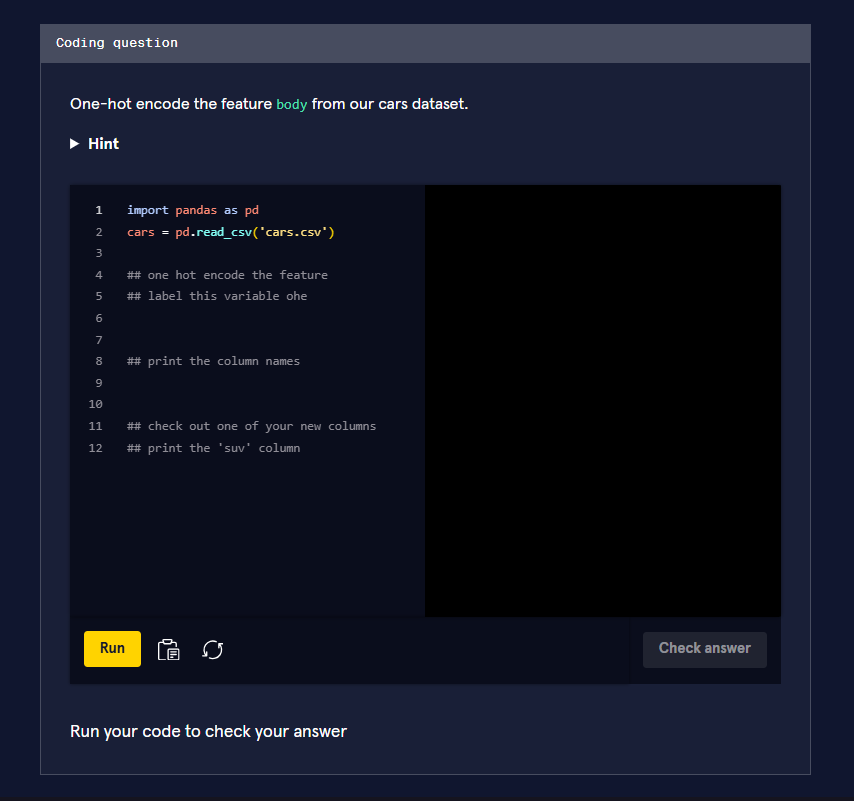 Coding question
One-hot encode the feature body from our cars dataset.
Hint
1 import pandas as pd
2 cars = pd.read_csv('cars.csv')
3
4 ## one hot encode the feature
5 ## label this variable ohe
6
7
8 ## print the column names
9
10
11 ## check out one of your new columns
12 ## print the 'suv' column
Run
Check answer
Run your code to check your answer